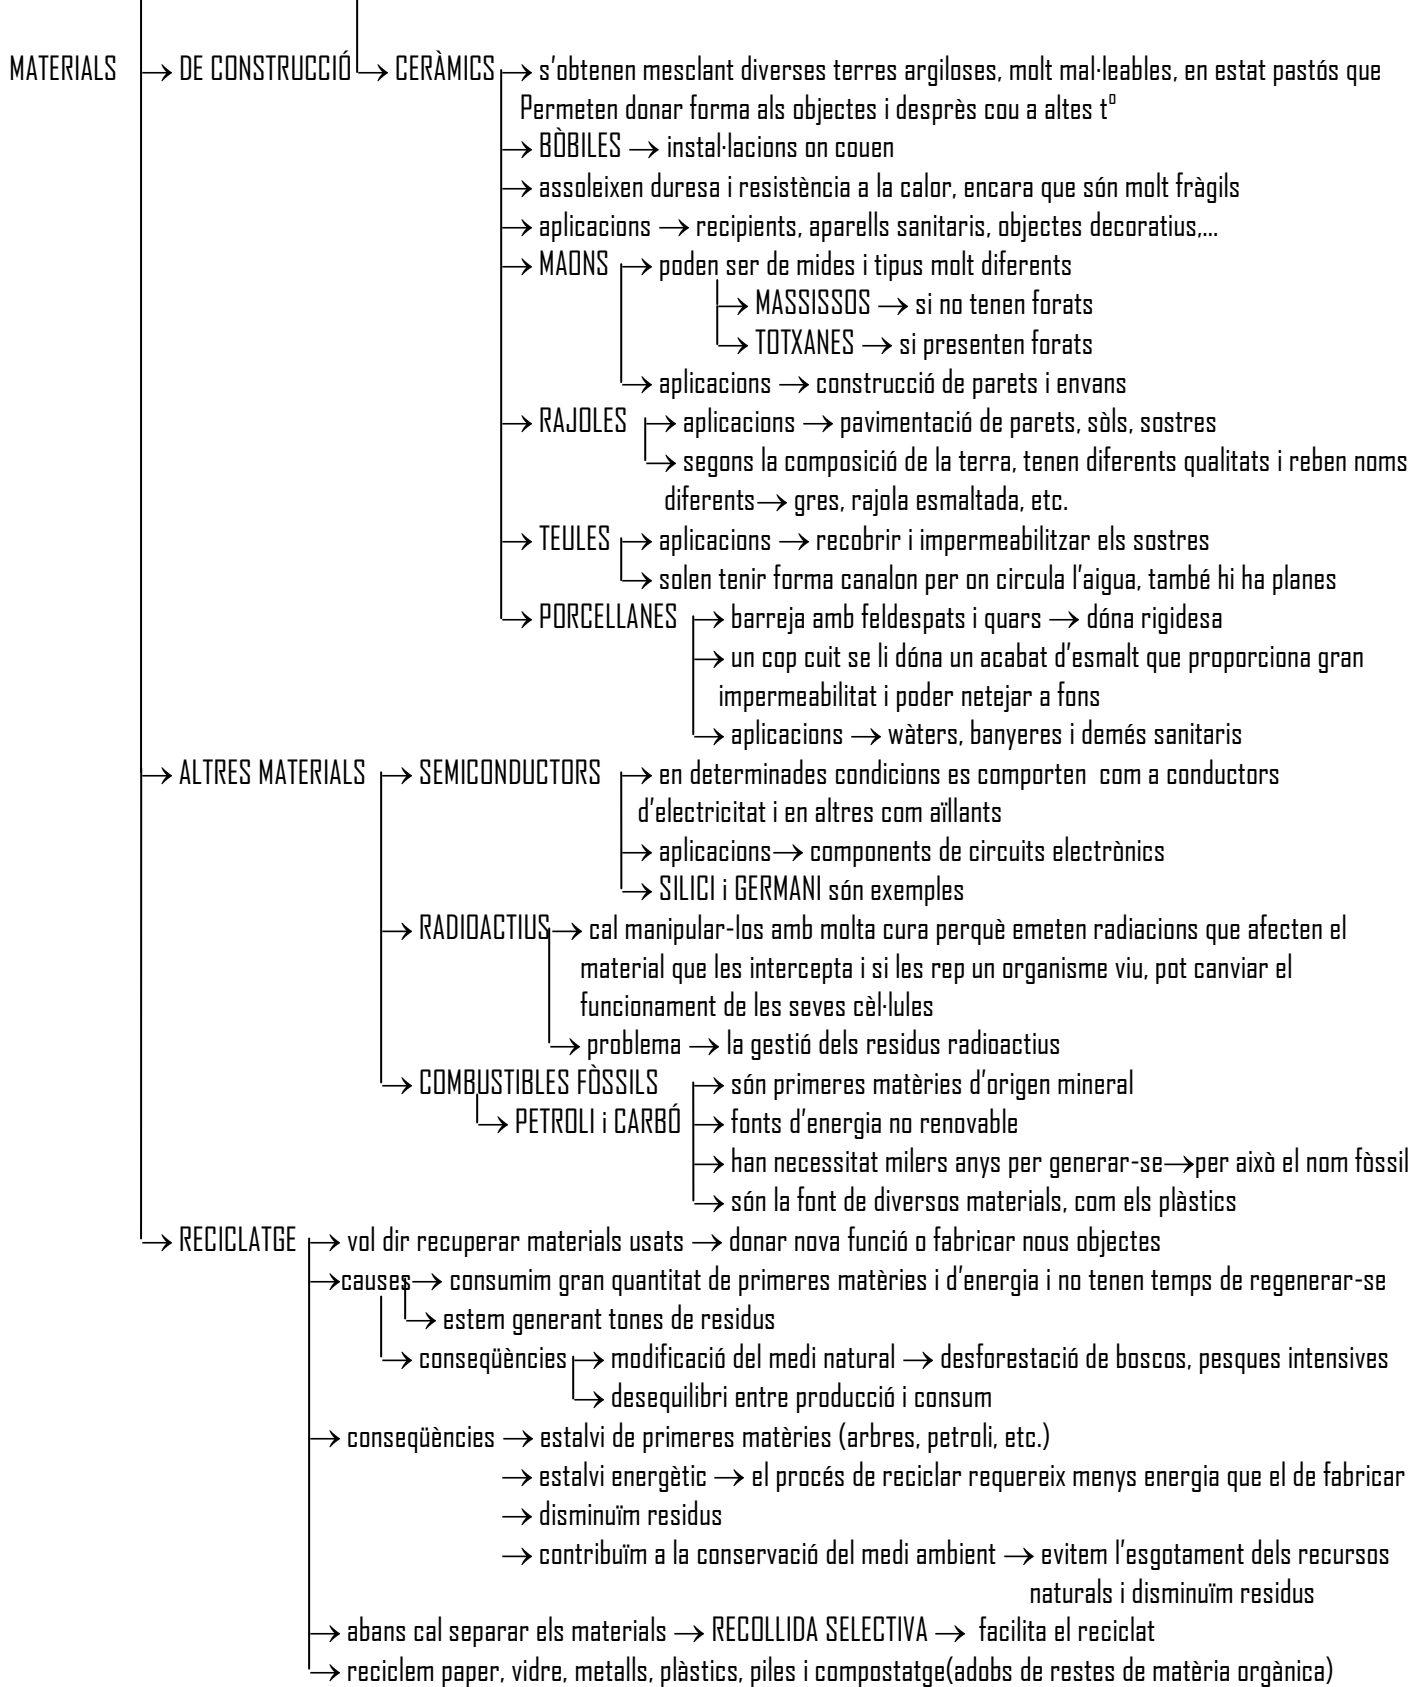 MATERIALS → DE CONSTRUCCIÓ → CERÀMICS → s'obtenen mesclant diverses terres argiloses, molt mal·leables, en estat pastós que
Permeten donar forma als objectes i desprès cou a altes tº
→ BÒBILES → instal·lacions on couen
→ assoleixen duresa i resistència a la calor, encara que són molt fràgils
→ aplicacions → recipients, aparells sanitaris, objectes decoratius,...
→ MAONS → poden ser de mides i tipus molt diferents
→ MASSISSOS → si no tenen forats
→ TOTXANES → si presenten forats
→ aplicacions → construcció de parets i envans
→ RAJOLES → aplicacions → pavimentació de parets, sòls, sostres
→ segons la composició de la terra, tenen diferents qualitats i reben noms
diferents→ gres, rajola esmaltada, etc.
→ TEULES → aplicacions → recobrir i impermeabilitzar els sostres
→ solen tenir forma canalon per on circula l'aigua, també hi ha planes
→ PORCELLANES → barreja amb feldespats i quars → dóna rigidesa
→ un cop cuit se li dóna un acabat d'esmalt que proporciona gran
impermeabilitat i poder netejar a fons
→ aplicacions → wàters, banyeres i demés sanitaris
→ ALTRES MATERIALS → SEMICONDUCTORS → en determinades condicions es comporten com a conductors
d'electricitat i en altres com aïllants
→ aplicacions→ components de circuits electrònics
→ SILICI i GERMANI són exemples
→ RADIOACTIUS→ cal manipular-los amb molta cura perquè emeten radiacions que afecten el
material que les intercepta i si les rep un organisme viu, pot canviar el
funcionament de les seves cèl·lules
→ problema → la gestió dels residus radioactius
→ COMBUSTIBLES FÒSSILS → són primeres matèries d'origen mineral
→ PETROLI i CARBÓ → fonts d'energia no renovable
→ han necessitat milers anys per generar-se→per això el nom fòssil
→ són la font de diversos materials, com els plàstics
→ RECICLATGE → vol dir recuperar materials usats → donar nova funció o fabricar nous objectes
→causes→ consumim gran quantitat de primeres matèries i d'energia i no tenen temps de regenerar-se
→ estem generant tones de residus
→ conseqüències → modificació del medi natural → desforestació de boscos, pesques intensives
→ desequilibri entre producció i consum
→ conseqüències → estalvi de primeres matèries (arbres, petroli, etc.)
→ estalvi energètic → el procés de reciclar requereix menys energia que el de fabricar
→ disminuïm residus
→ contribuïm a la conservació del medi ambient → evitem l'esgotament dels recursos
naturals i disminuïm residus
→ abans cal separar els materials → RECOLLIDA SELECTIVA → facilita el reciclat
→ reciclem paper, vidre, metalls, plàstics, piles i compostatge(adobs de restes de matèria orgànica)